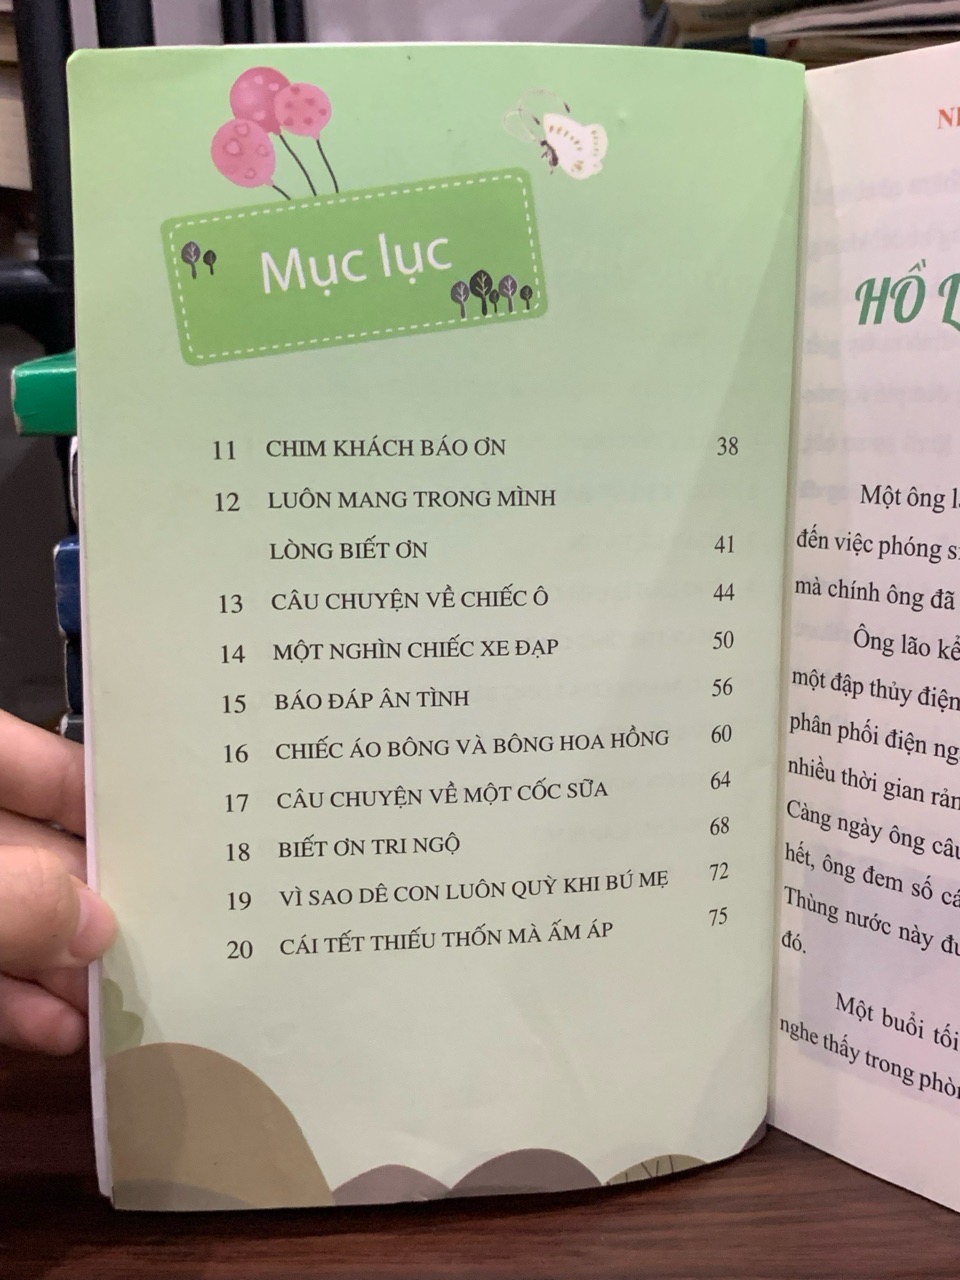 Mục lục
11 CHIM KHÁCH BÁO ƠN 38
12 LUÔN MANG TRONG MÌNH
LÒNG BIẾT ƠN 41
13 CÂU CHUYỆN VỀ CHIẾC Ô 44
14 MỘT NGHÌN CHIẾC XE ĐẠP 50
15 BÁO ĐÁP ÂN TÌNH 56
16 CHIẾC ÁO BÔNG VÀ BÔNG HOA HỒNG 60
17 CÂU CHUYỆN VỀ MỘT CỐC SỮA 64
18 BIẾT ƠN TRI NGỘ 68
19 VÌ SAO DÊ CON LUÔN QUỲ KHI BÚ MẸ 72
20 CÁI TẾT THIẾU THỐN MÀ ẤM ÁP 75
HỒ
Một ông
đến việc phóng
mà chính ông đã
Ông lão kể
một đập thủy điện
phân phối điện
nhiều thời gian
Càng ngày ông
hết, ông đem số
Thùng nước này
đó.
Một buổi tối
nghe thấy trong